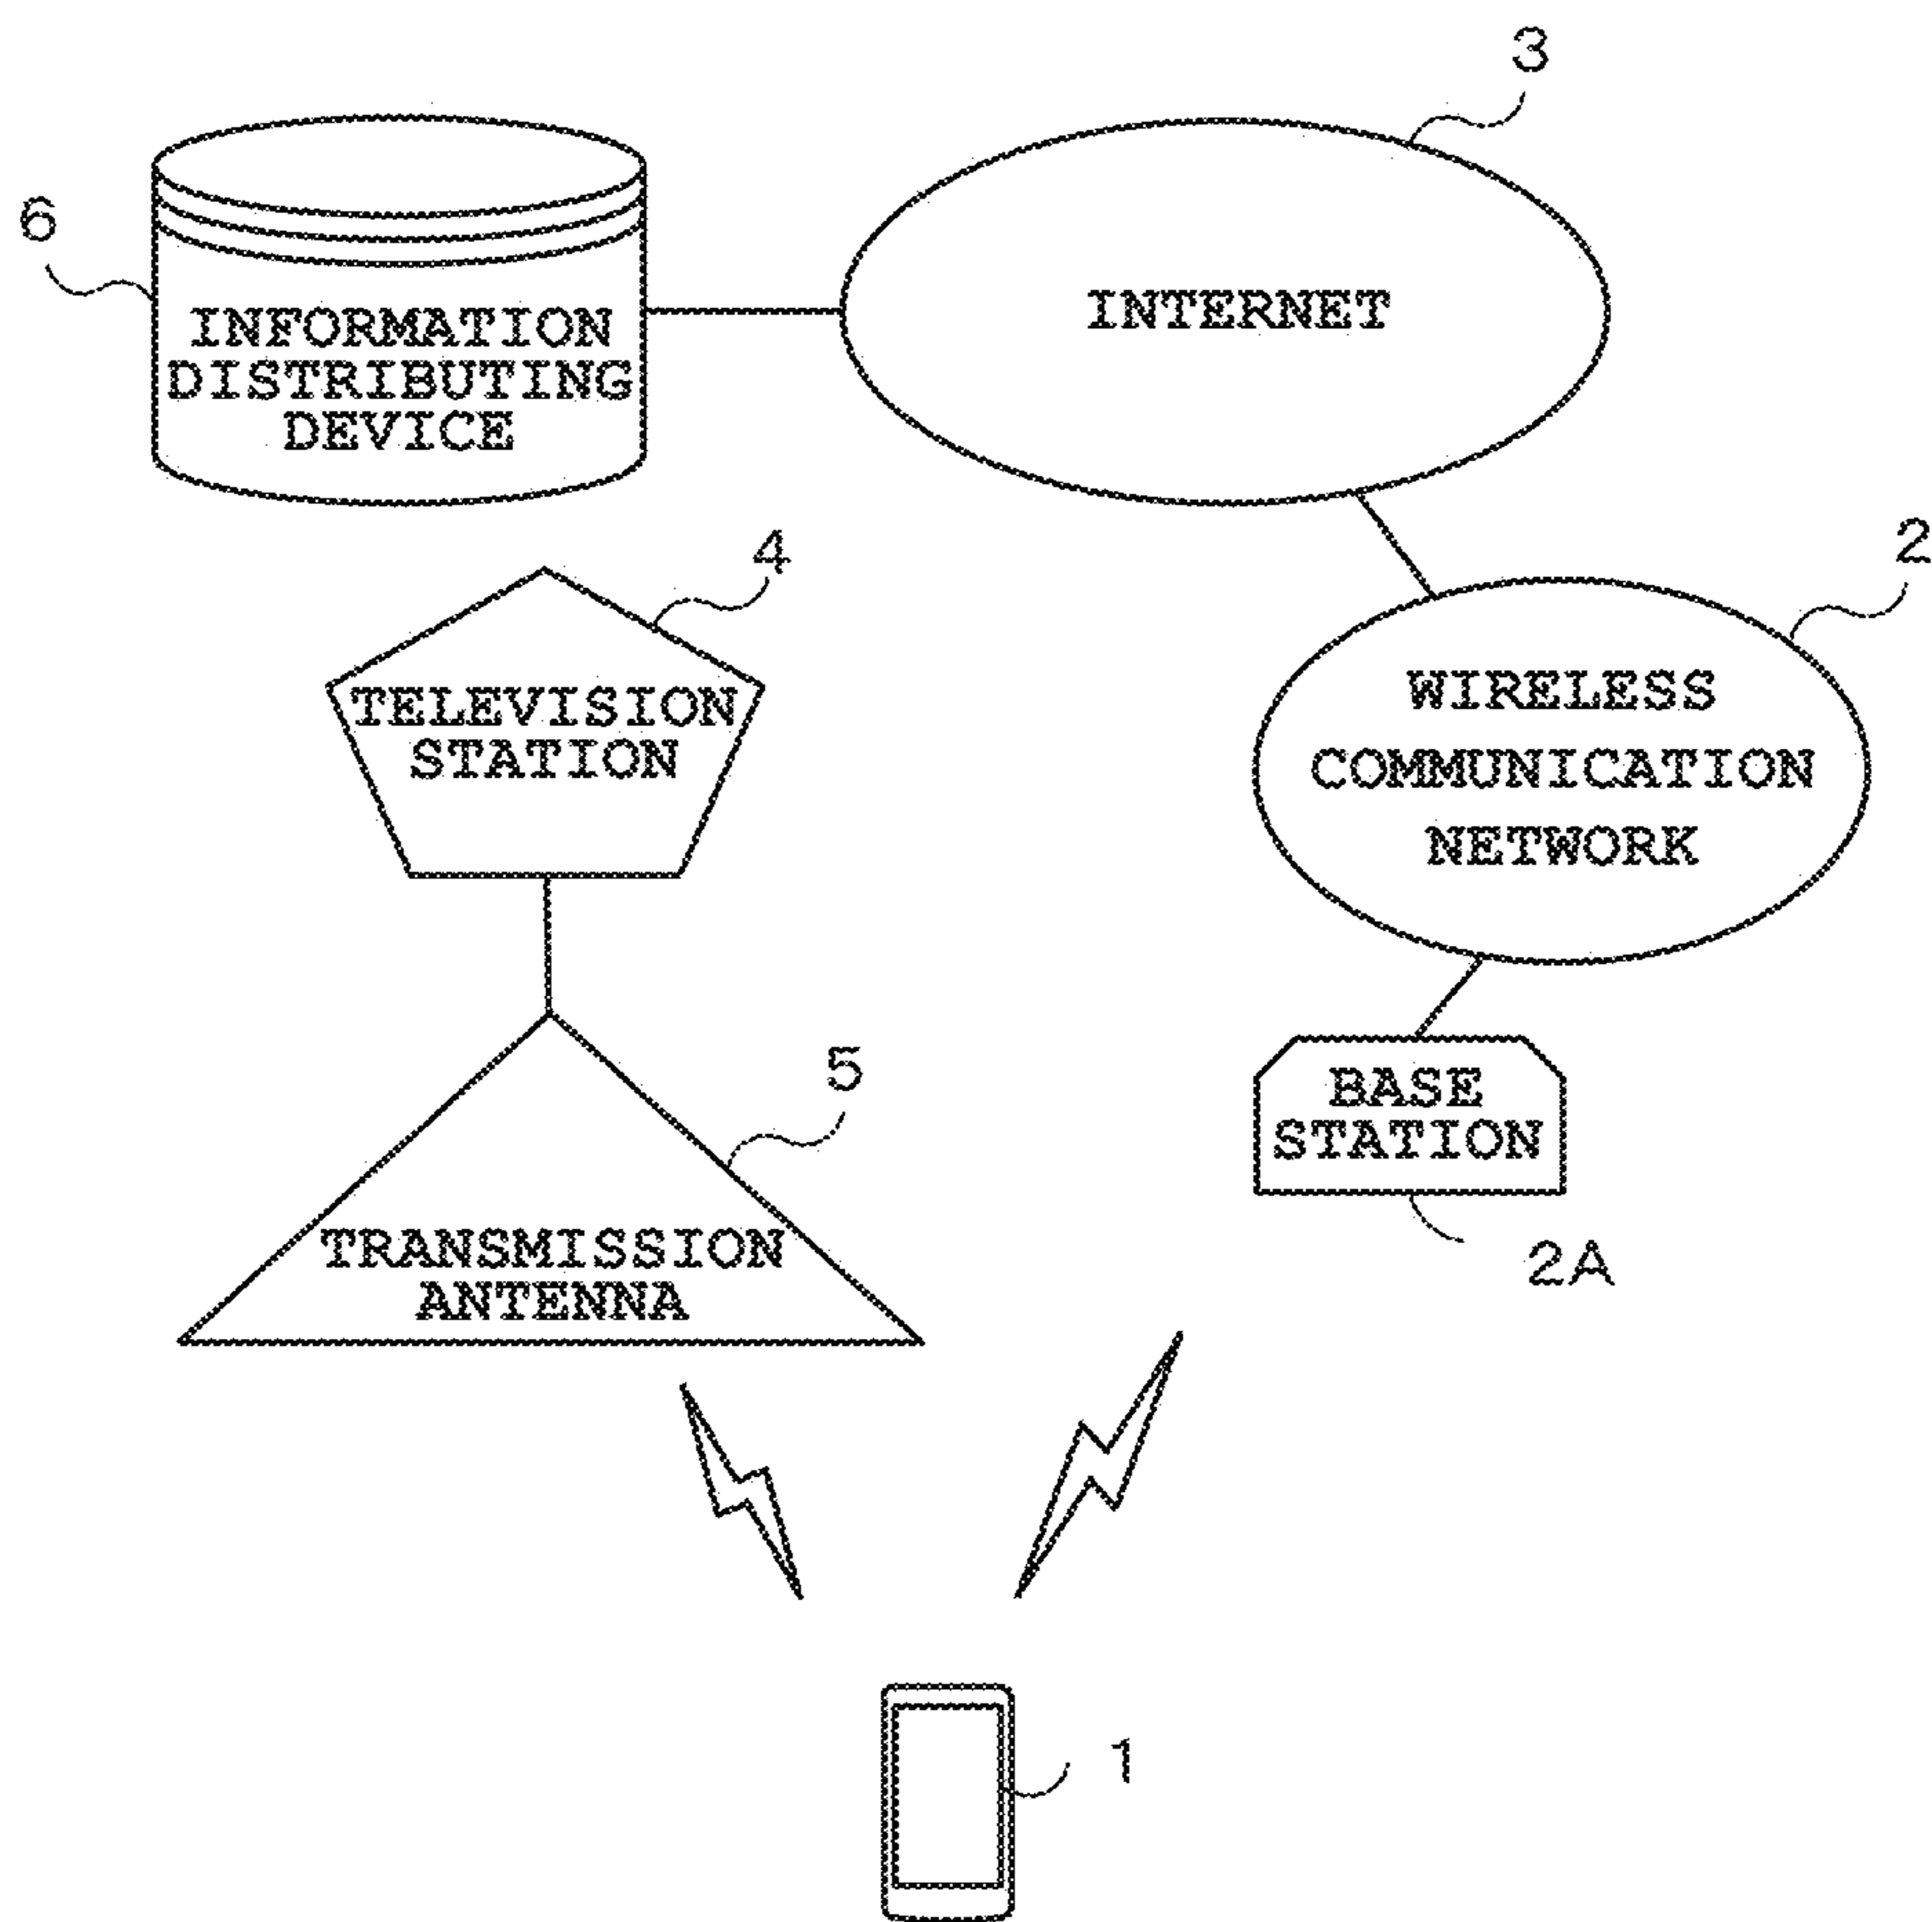 3
6
INFORMATION
DISTRIBUTING
DEVICE
INTERNET
4
2
TELEVISION
STATION
WIRELESS
COMMUNICATION
NETWORK
5
TRANSMISSION
ANTENNA
BASE
STATION
2A
1